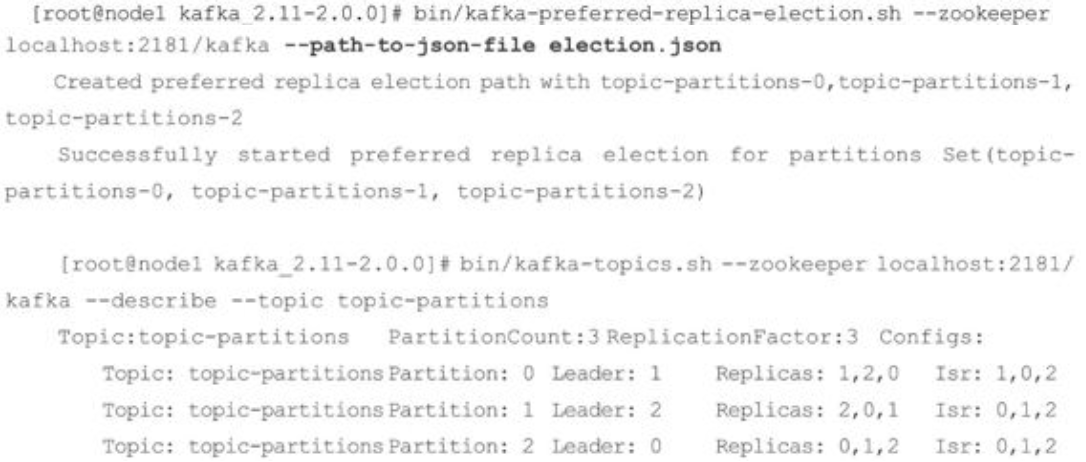 [root@node1 kafka_2.11-2.0.0]# bin/kafka-preferred-replica-election.sh --zookeeper
localhost:2181/kafka --path-to-json-file election.json
Created preferred replica election path with topic-partitions-0,topic-partitions-1,
topic-partitions-2
Successfully started preferred replica election for partitions Set(topic-
partitions-0, topic-partitions-1, topic-partitions-2)
[root@node1 kafka_2.11-2.0.0]# bin/kafka-topics.sh --zookeeper localhost:2181/
kafka --describe --topic topic-partitions
Topic:topic-partitions PartitionCount:3 ReplicationFactor:3 Configs:
Topic: topic-partitions Partition: 0 Leader: 1 Replicas: 1,2,0 Isr: 1,0,2
Topic: topic-partitions Partition: 1 Leader: 2 Replicas: 2,0,1 Isr: 0,1,2
Topic: topic-partitions Partition: 2 Leader: 0 Replicas: 0,1,2 Isr: 0,1,2